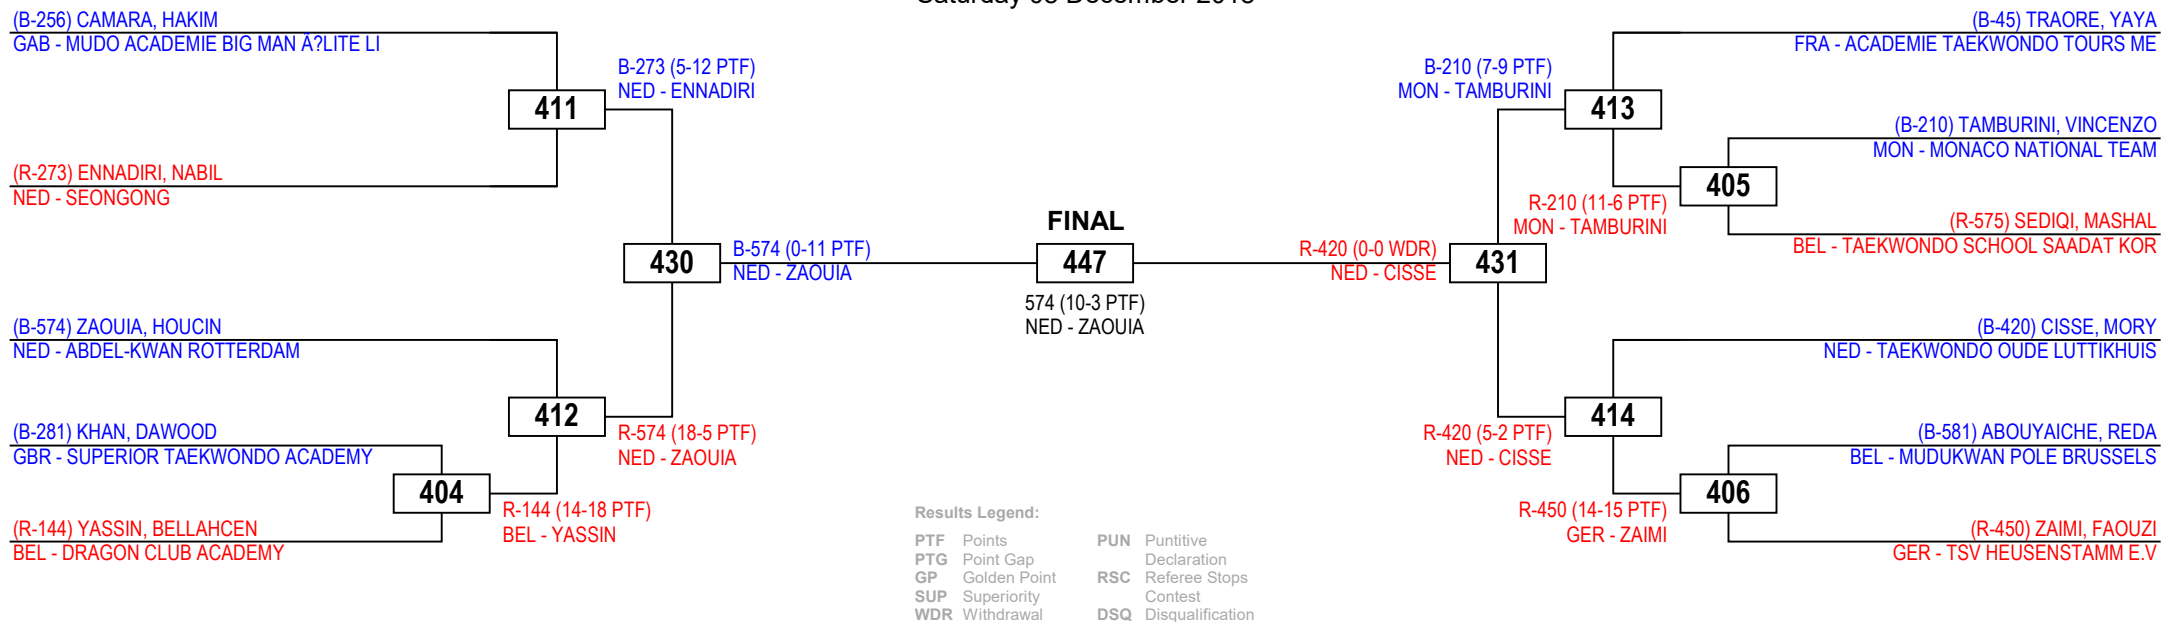 (B-256) CAMARA, HAKIM
GAB - MUDO ACADEMIE BIG MAN Ã?LITE LI
B-273 (5-12 PTF)
NED - ENNADIRI
411
(R-273) ENNADIRI, NABIL
NED - SEONGONG
430
B-574 (0-11 PTF)
NED - ZAOUIA
(B-574) ZAOUIA, HOUCIN
NED - ABDEL-KWAN ROTTERDAM
412
R-574 (18-5 PTF)
NED - ZAOUIA
(B-281) KHAN, DAWOOD
GBR - SUPERIOR TAEKWONDO ACADEMY
404
R-144 (14-18 PTF)
BEL - YASSIN
(R-144) YASSIN, BELLAHCEN
BEL - DRAGON CLUB ACADEMY
FINAL
447
574 (10-3 PTF)
NED - ZAOUIA
(B-45) TRAORE, YAYA
FRA - ACADEMIE TAEKWONDO TOURS ME
B-210 (7-9 PTF)
MON - TAMBURINI
413
(B-210) TAMBURINI, VINCENZO
MON - MONACO NATIONAL TEAM
405
R-210 (11-6 PTF)
MON - TAMBURINI
(R-575) SEDIQI, MASHAL
BEL - TAEKWONDO SCHOOL SAADAT KOR
R-420 (0-0 WDR)
NED - CISSE
431
(B-420) CISSE, MORY
NED - TAEKWONDO OUDE LUTTIKHUIS
414
R-420 (5-2 PTF)
NED - CISSE
(B-581) ABOUYAICHE, REDA
BEL - MUDUKWAN POLE BRUSSELS
406
R-450 (14-15 PTF)
GER - ZAIMI
(R-450) ZAIMI, FAOUZI
GER - TSV HEUSENSTAMM E.V
Results Legend:
PTF Points
PTG Point Gap
GP Golden Point
SUP Superiority
WDR Withdrawal
PUN Puntitive
Declaration
RSC Referee Stops
Contest
DSQ Disqualification